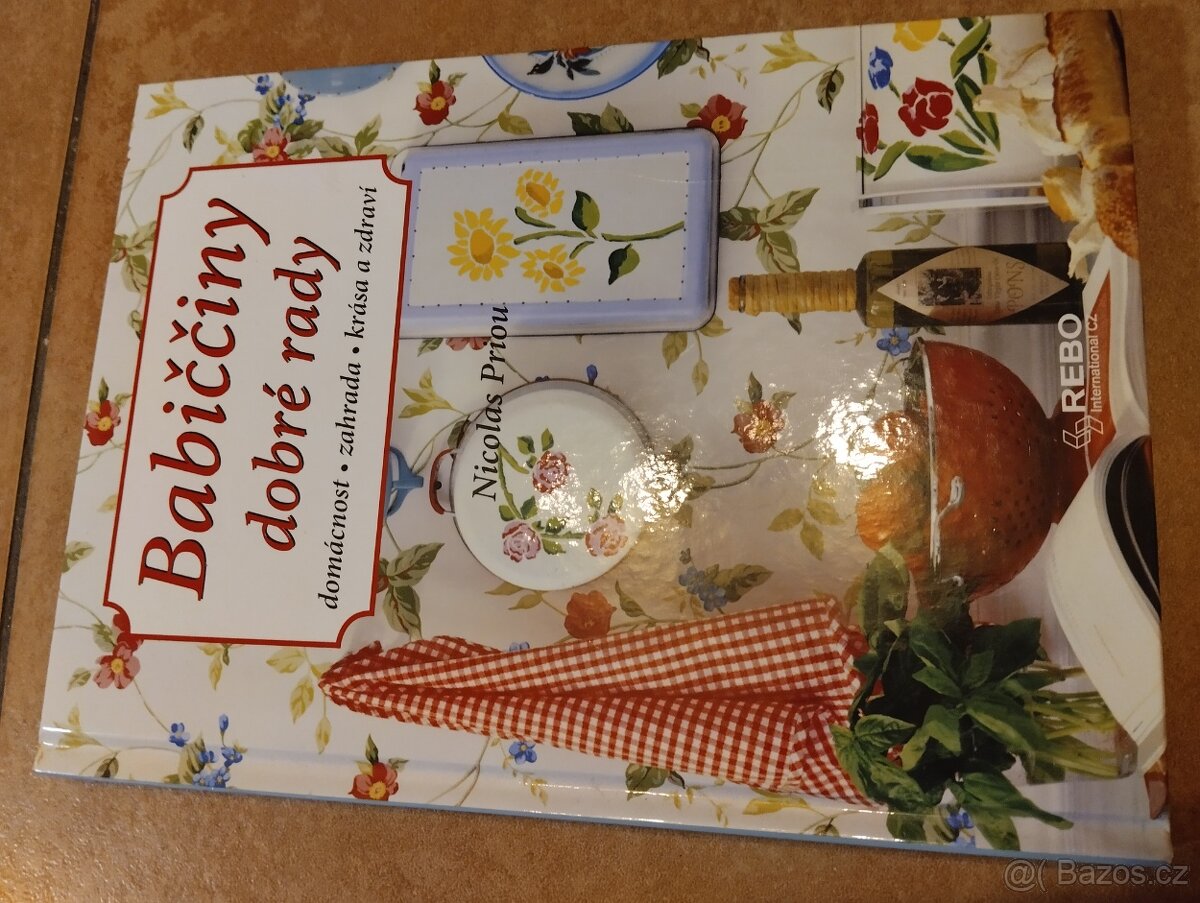 Babiččiny
dobré rady
domácnost • zahrada • krása a zdraví
Nicolas Priou
REBO
International CZ
@( Bazos.cz